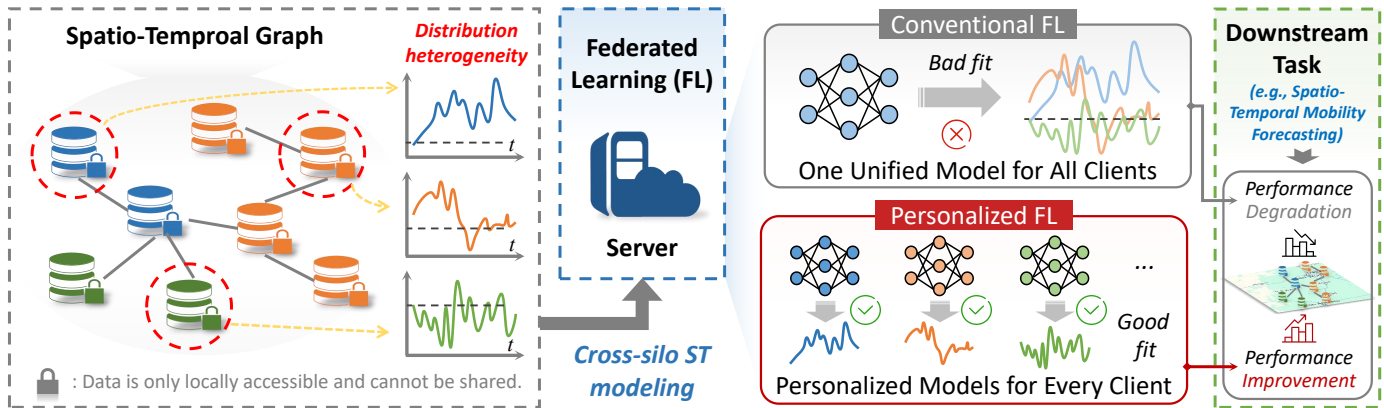 Spatio-Temproal Graph
Distribution
heterogeneity
t
t
t
: Data is only locally accessible and cannot be shared.
Federated
Learning (FL)
Server
Cross-silo ST
modeling
Conventional FL
Bad fit
One Unified Model for All Clients
Personalized FL
...
Good
fit
Personalized Models for Every Client
Downstream
Task
(e.g., Spatio-
Temporal Mobility
Forecasting)
Performance
Degradation
Performance
Improvement